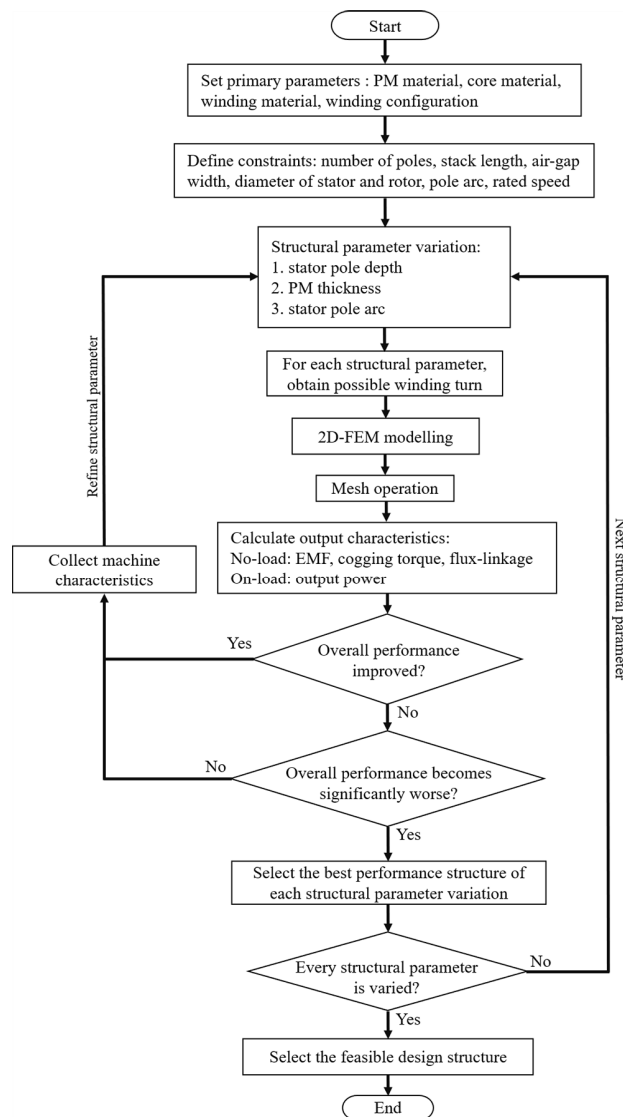 Start
Set primary parameters : PM material, core material,
winding material, winding configuration
Define constraints: number of poles, stack length, air-gap
width, diameter of stator and rotor, pole arc, rated speed
Structural parameter variation:
1. stator pole depth
2. PM thickness
3. stator pole arc
For each structural parameter,
obtain possible winding turn
2D-FEM modelling
Mesh operation
Calculate output characteristics:
No-load: EMF, cogging torque, flux-linkage
On-load: output power
Collect machine
characteristics
Refine structural parameter
Yes
Overall performance
improved?
No
No
Overall performance becomes
significantly worse?
Yes
Select the best performance structure of
each structural parameter variation
Every structural parameter
is varied?
No
Next structural parameter
Yes
Select the feasible design structure
End